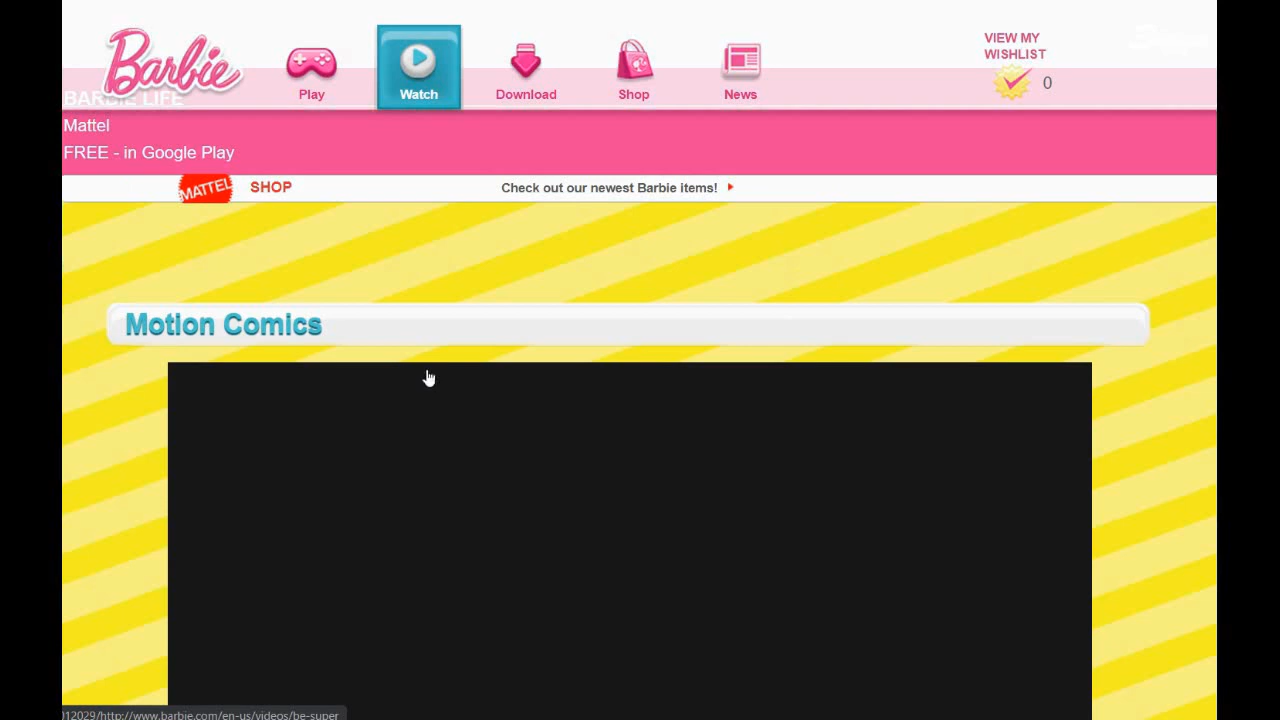 Barbie
Play
Watch
Download
Shop
News
VIEW MY
WISHLIST
0
BARBIE LIFE
Mattel
FREE - in Google Play
MATTEL
SHOP
Check out our newest Barbie items!
Motion Comics
012029/http://www.barbie.com/en-us/videos/be-super